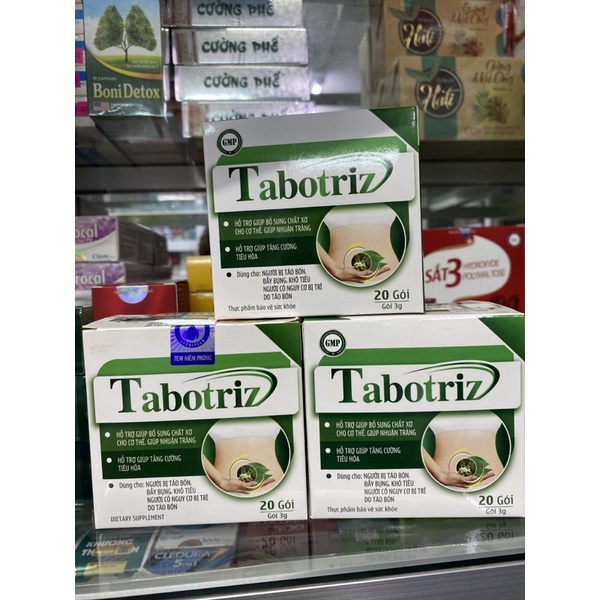 CƯỜNG PHẾ
CƯỜNG PHẾ
CƯỜNG PHẾ
CƯỜNG PHẾ
BoniDetox
Hati
Hati
GMP
Tabotriz
HỖ TRỢ GIÚP BỔ SUNG CHẤT XƠ
CHO CƠ THỂ, GIÚP NHUẬN TRÀNG
HỖ TRỢ GIÚP TĂNG CƯỜNG
TIÊU HÓA
Dùng cho: NGƯỜI BỊ TÁO BÓN,
ĐẦY BỤNG, KHÓ TIÊU
NGƯỜI CÓ NGUY CƠ BỊ TRĨ
DO TÁO BÓN
Thực phẩm bảo vệ sức khỏe
20 GÓI
Gói 3g
SẮT3
HYDROXYDE
POLYMALTOSE
TEM NIÊM PHONG
Tabotriz
HỖ TRỢ GIÚP BỔ SUNG CHẤT XƠ
CHO CƠ THỂ, GIÚP NHUẬN TRÀNG
HỖ TRỢ GIÚP TĂNG CƯỜNG
TIÊU HÓA
Dùng cho: NGƯỜI BỊ TÁO BÓN,
ĐẦY BỤNG, KHÓ TIÊU
NGƯỜI CÓ NGUY CƠ BỊ TRĨ
DO TÁO BÓN
DIETARY SUPPLEMENT
20 GÓI
Gói 3g
GMP
Tabotriz
HỖ TRỢ GIÚP BỔ SUNG CHẤT XƠ
CHO CƠ THỂ, GIÚP NHUẬN TRÀNG
HỖ TRỢ GIÚP TĂNG CƯỜNG
TIÊU HÓA
Dùng cho: NGƯỜI BỊ TÁO BÓN,
ĐẦY BỤNG, KHÓ TIÊU
NGƯỜI CÓ NGUY CƠ BỊ TRĨ
DO TÁO BÓN
Thực phẩm bảo vệ sức khỏe
20 GÓI
Gói 3g